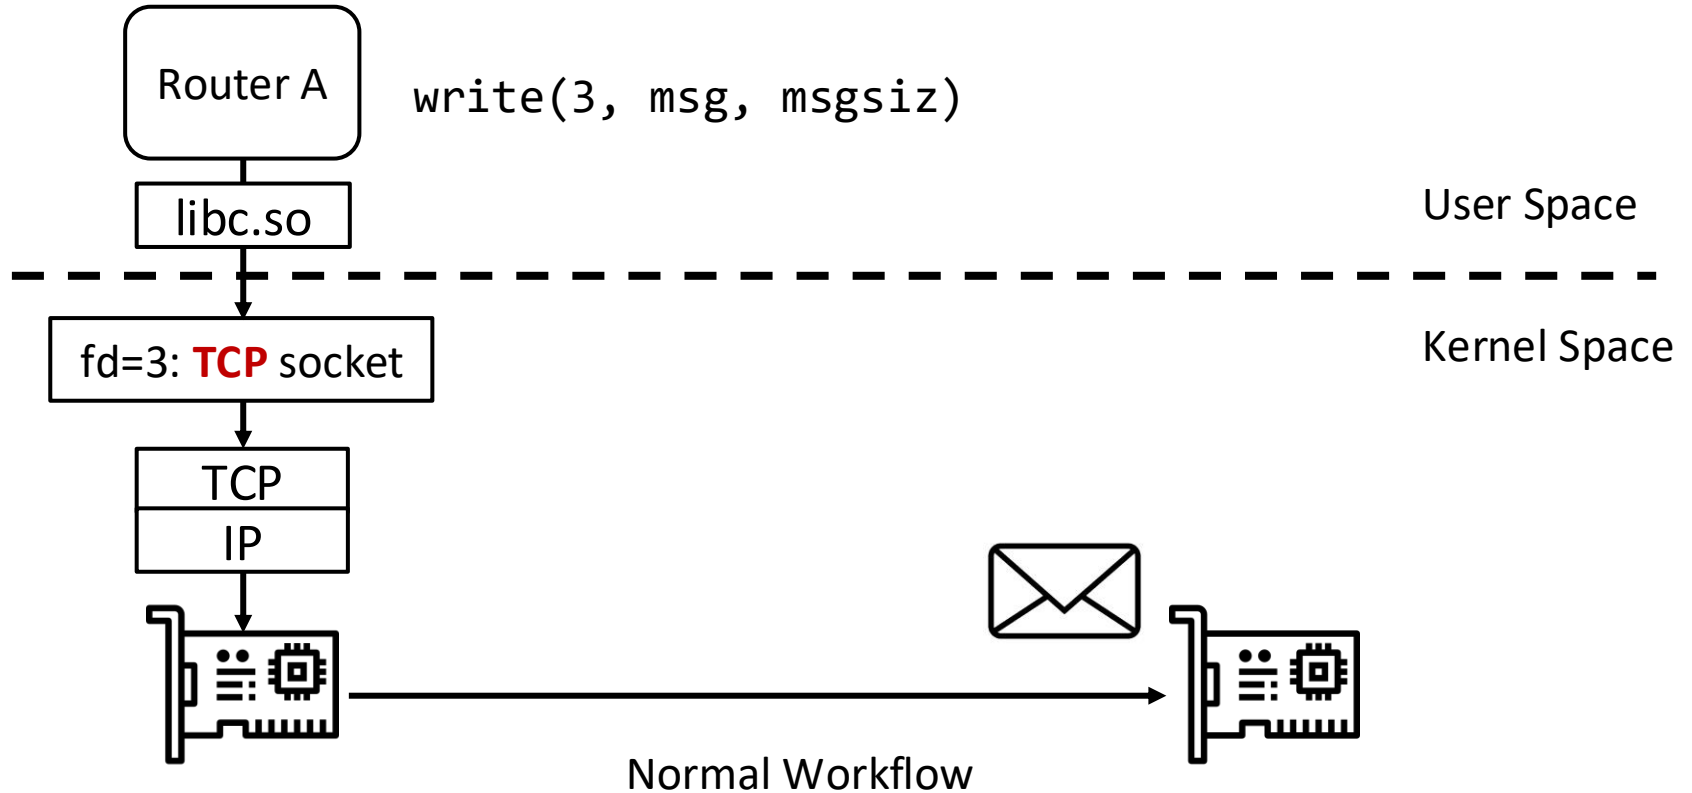 Router A
write(3, msg, msgsiz)
libc.so
User Space
fd=3: TCP socket
Kernel Space
TCP
IP
Normal Workflow